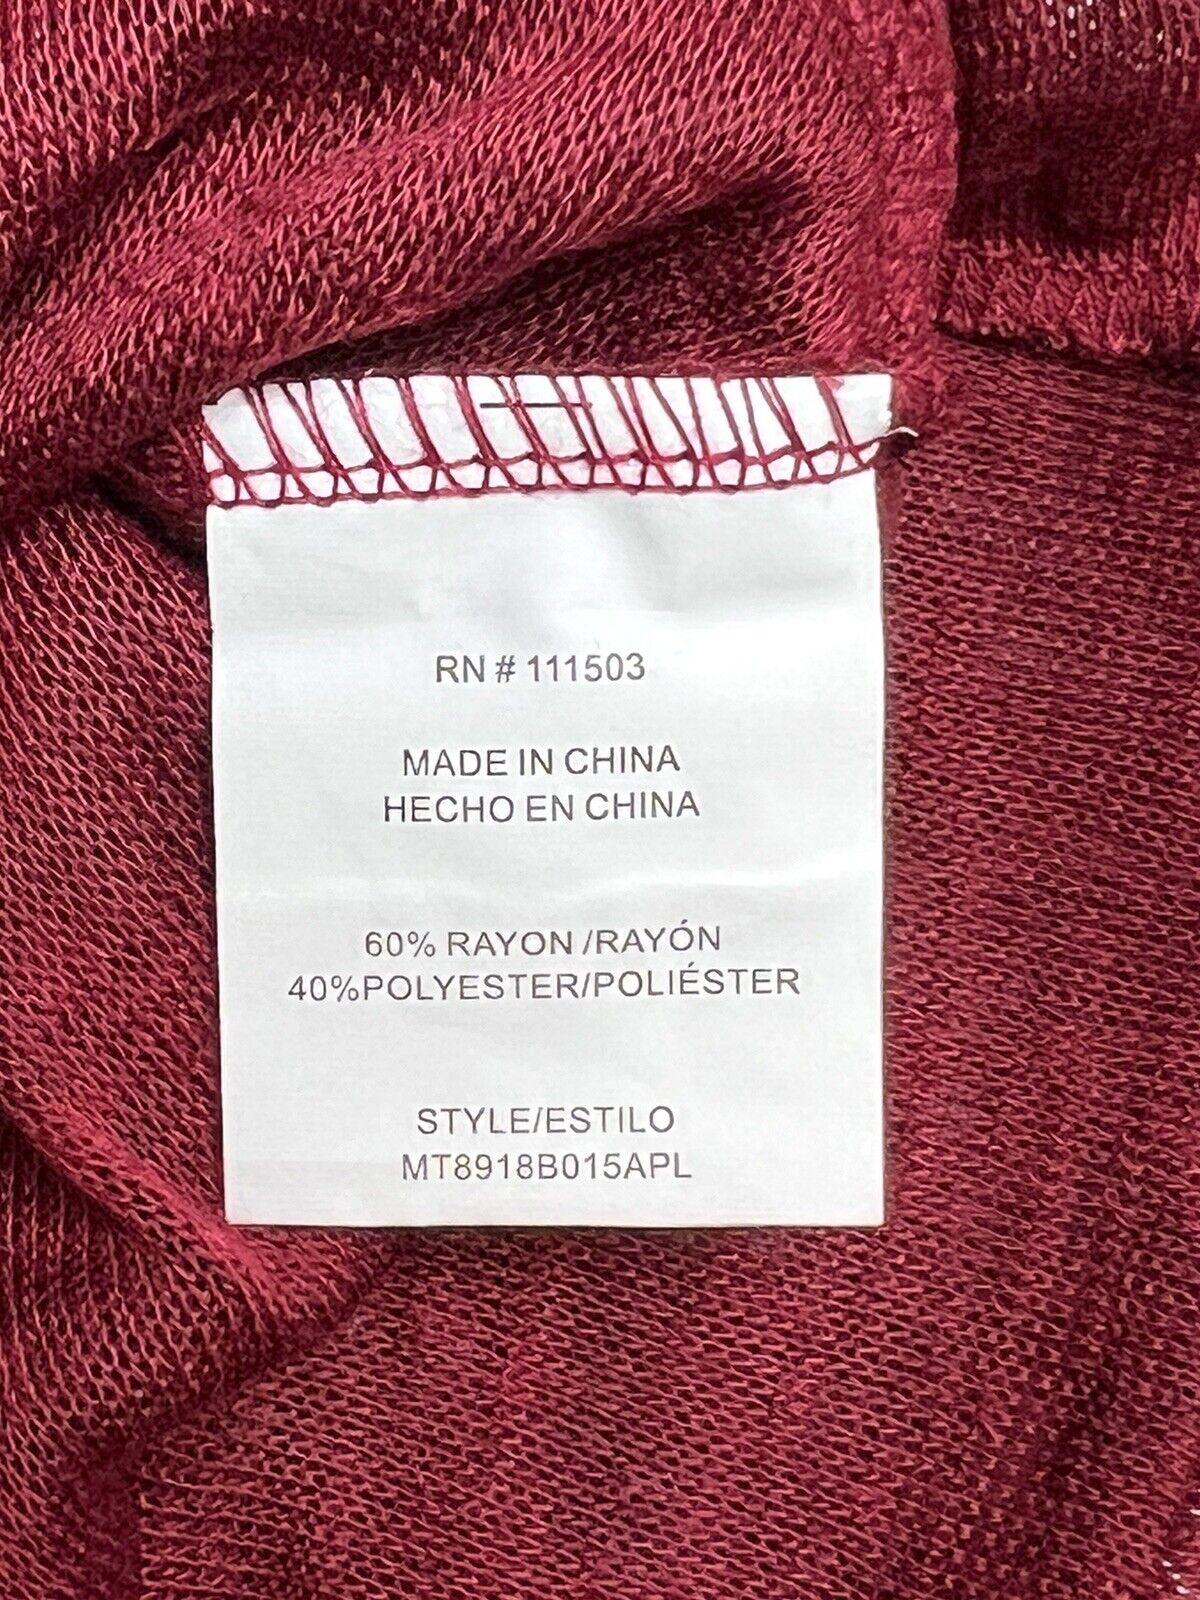 RN # 111503
MADE IN CHINA
HECHO EN CHINA
60% RAYON /RAYÓN
40%POLYESTER/POLIÉSTER
STYLE/ESTILO
MT8918B015APL